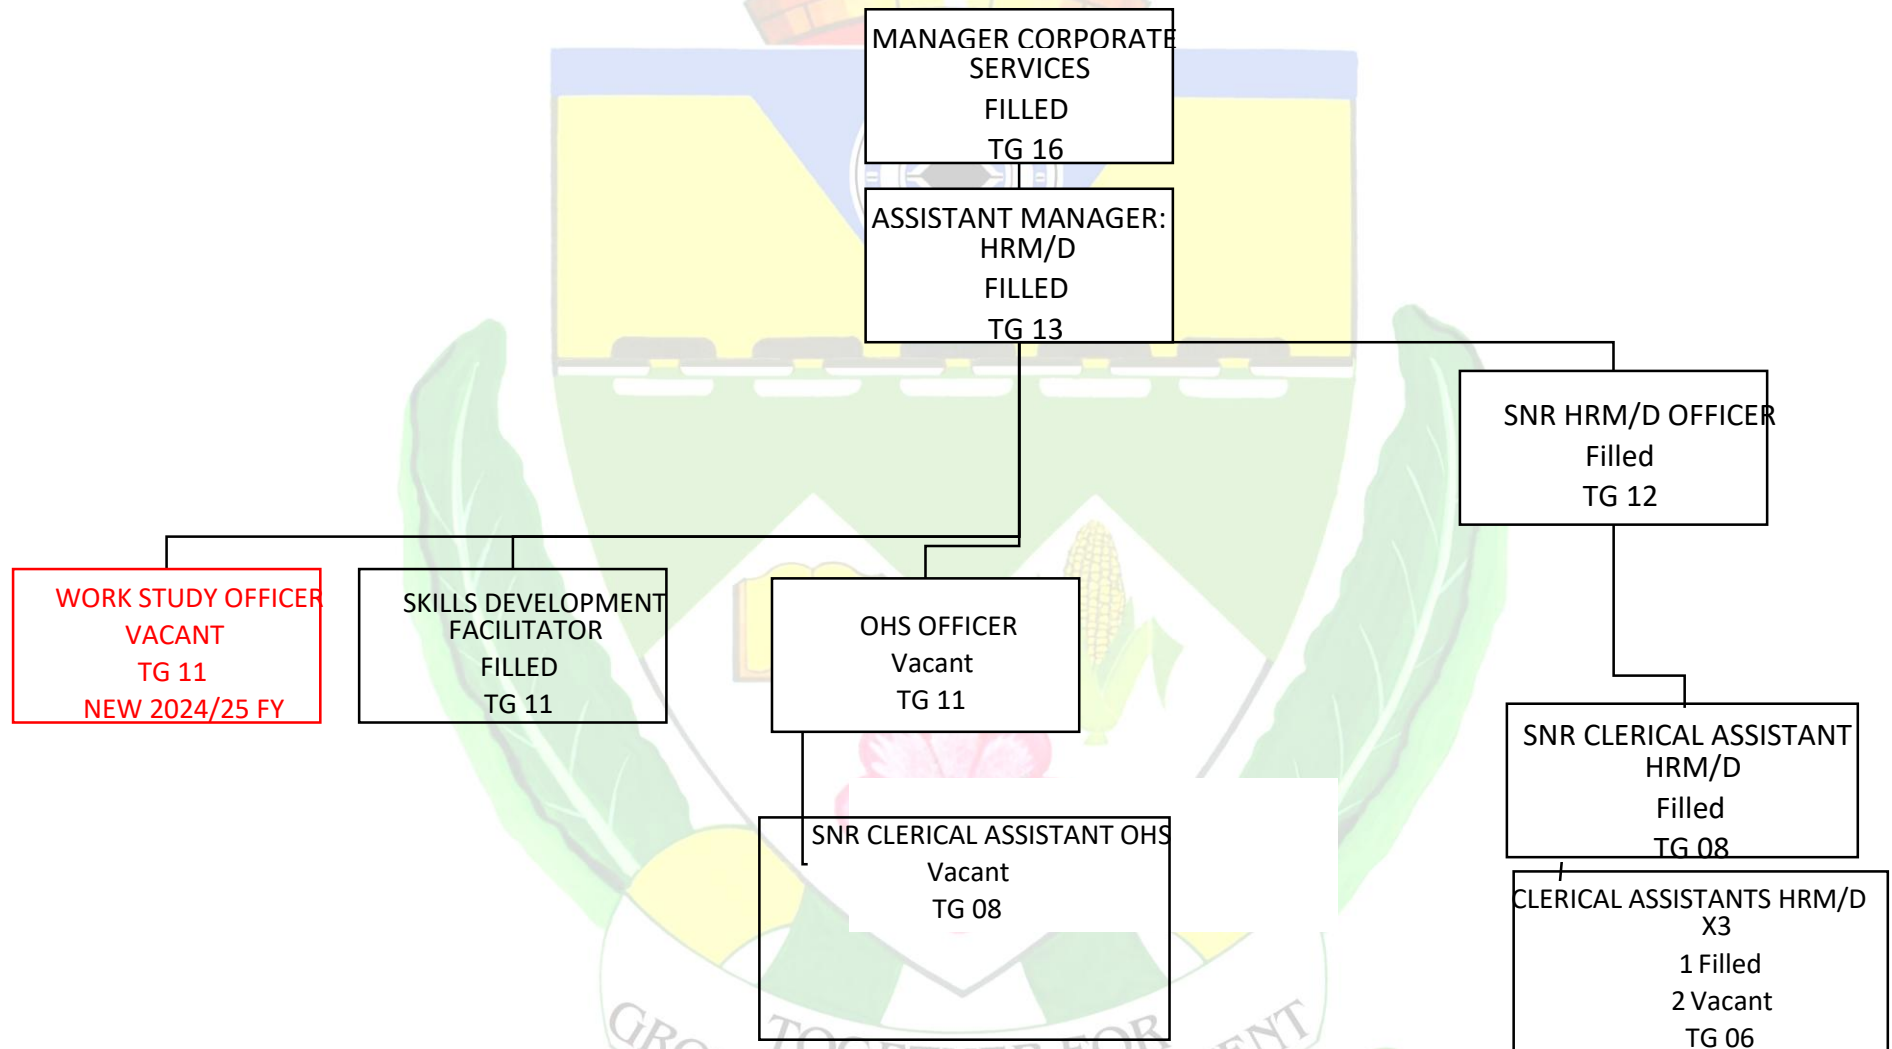 MANAGER CORPORATE
SERVICES
FILLED
TG 16
ASSISTANT MANAGER:
HRM/D
FILLED
TG 13
SNR HRM/D OFFICER
Filled
TG 12
WORK STUDY OFFICER
VACANT
TG 11
NEW 2024/25 FY
SKILLS DEVELOPMENT
FACILITATOR
FILLED
TG 11
OHS OFFICER
Vacant
TG 11
SNR CLERICAL ASSISTANT
HRM/D
Filled
TG 08
SNR CLERICAL ASSISTANT OHS
Vacant
TG 08
CLERICAL ASSISTANTS HRM/D
X3
1 Filled
2 Vacant
TG 06
TOGETHER FOR